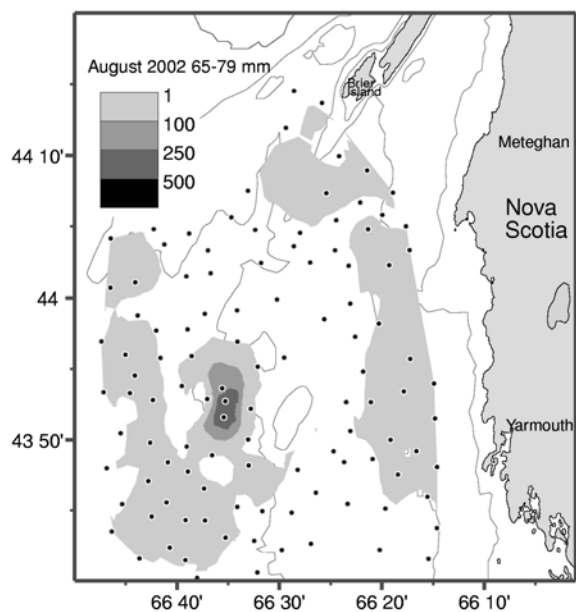 August 2002 65-79 mm
1
100
250
500
Brier
Island
Meteghan
Nova
Scotia
Yarmouth
44 10'
44
43 50'
66 40'
66 30'
66 20'
66 10'